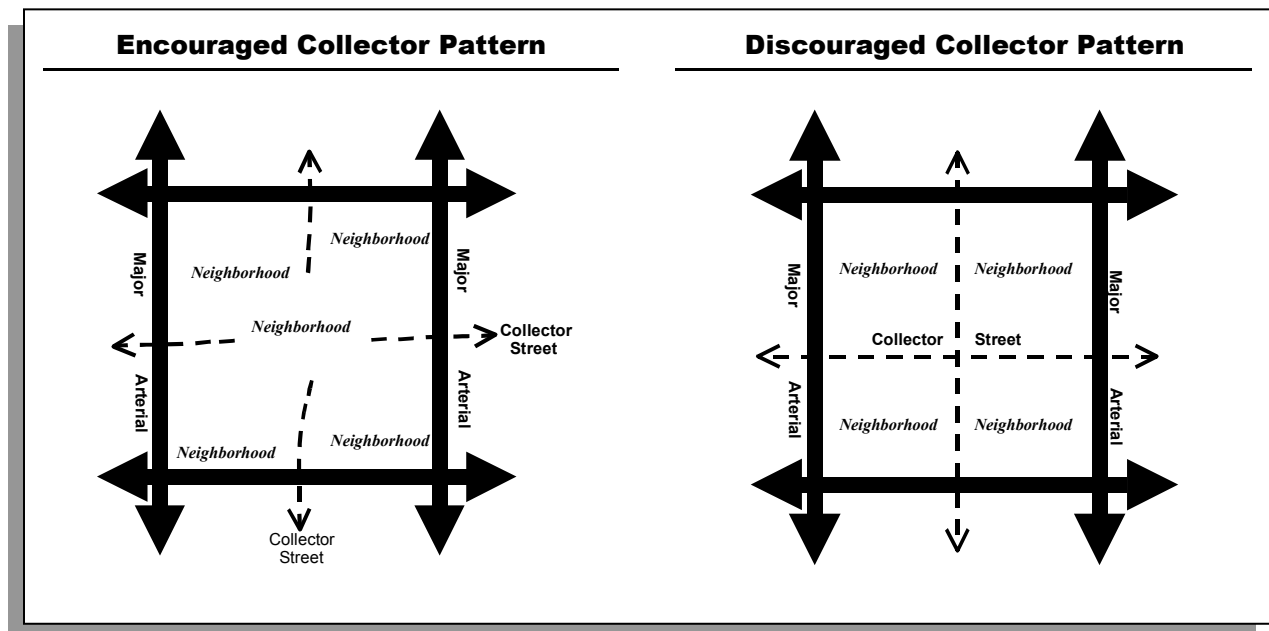 Encouraged Collector Pattern
Neighborhood
Neighborhood
Major
Major
Neighborhood
Collector
Street
Arterial
Arterial
Neighborhood
Neighborhood
Collector
Street
Discouraged Collector Pattern
Neighborhood
Neighborhood
Major
Major
Collector Street
Arterial
Arterial
Neighborhood
Neighborhood